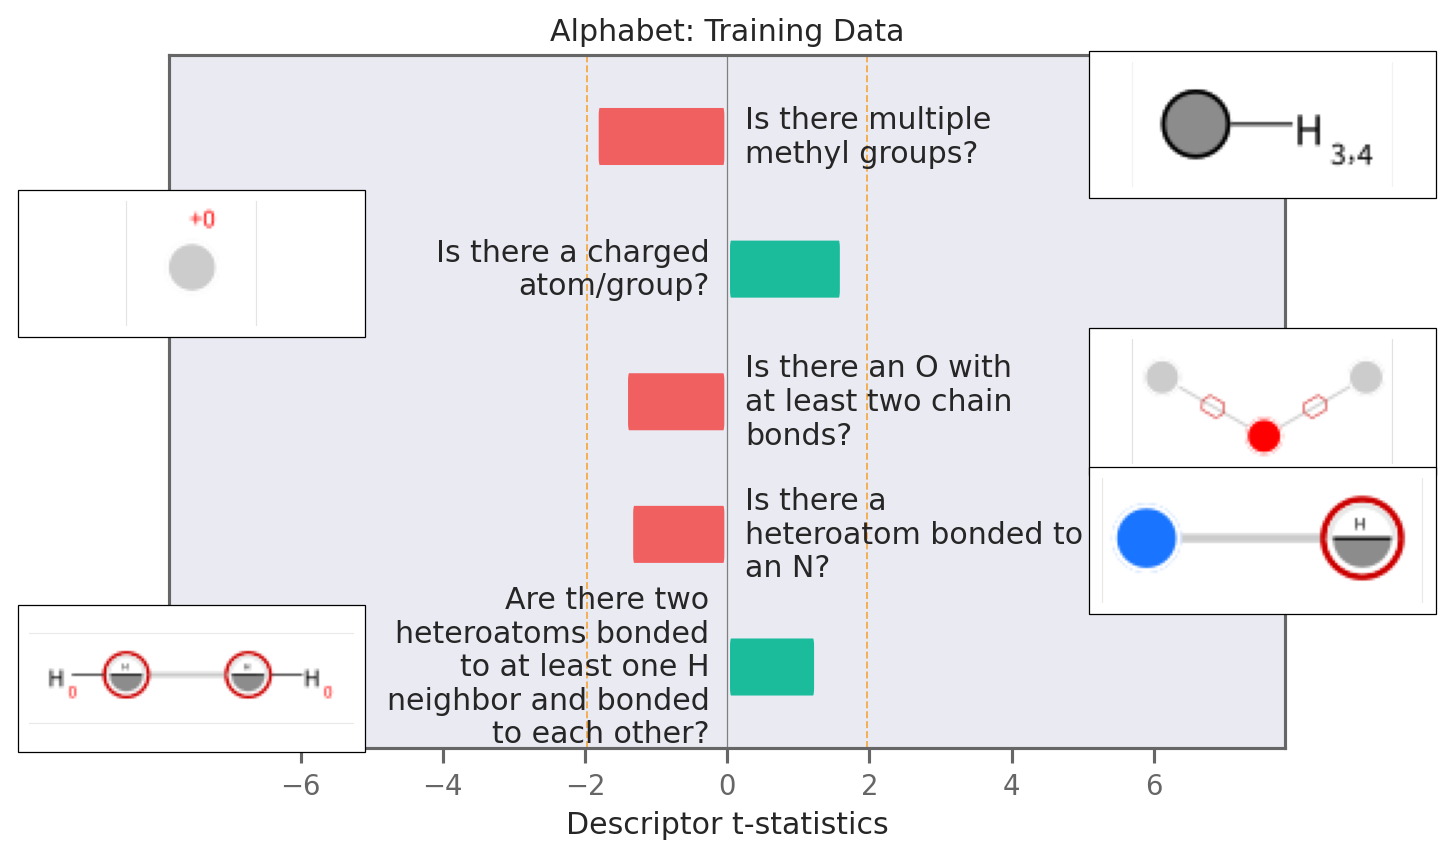 Alphabet: Training Data
Is there multiple
methyl groups?
H
3,4
+0
Is there a charged
atom/group?
Is there an O with
at least two chain
bonds?
Is there a
heteroatom bonded to
an N?
H
Are there two
heteroatoms bonded
to at least one H
neighbor and bonded
to each other?
H 0 H H H 0
−6 −4 −2 0 2 4 6
Descriptor t-statistics